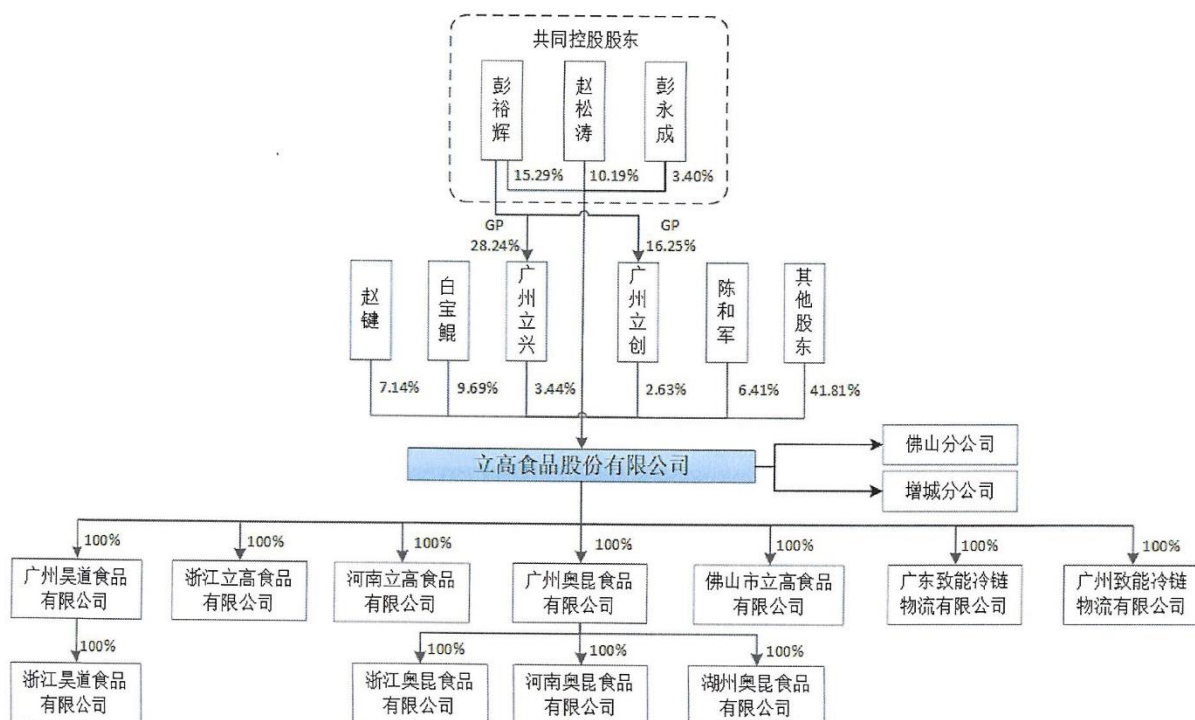 共同控股股东
彭裕辉
赵松涛
彭永成
15.29%
10.19%
3.40%
GP
28.24%
GP
16.25%
赵键
白宝鲲
广州立兴
广州立创
陈和军
其他股东
7.14%
9.69%
3.44%
2.63%
6.41%
41.81%
立高食品股份有限公司
佛山分公司
增城分公司
100%
100%
100%
100%
100%
100%
100%
广州昊道食品
有限公司
浙江立高食品
有限公司
河南立高食品
有限公司
广州奥昆食品
有限公司
佛山市立高食品
有限公司
广东致能冷链
物流有限公司
广州致能冷链
物流有限公司
100%
100%
100%
100%
浙江昊道食品
有限公司
浙江奥昆食品
有限公司
河南奥昆食品
有限公司
湖州奥昆食品
有限公司